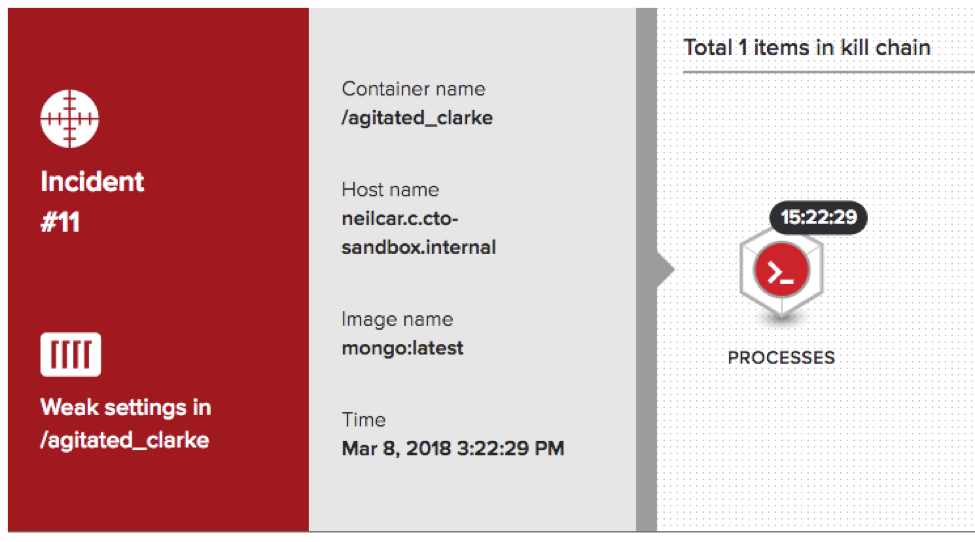 Incident
#11
Weak settings in
/agitated_clarke
Container name
/agitated_clarke
Host name
neilcar.c.cto-
sandbox.internal
Image name
mongo:latest
Time
Mar 8, 2018 3:22:29 PM
Total 1 items in kill chain
15:22:29
PROCESSES